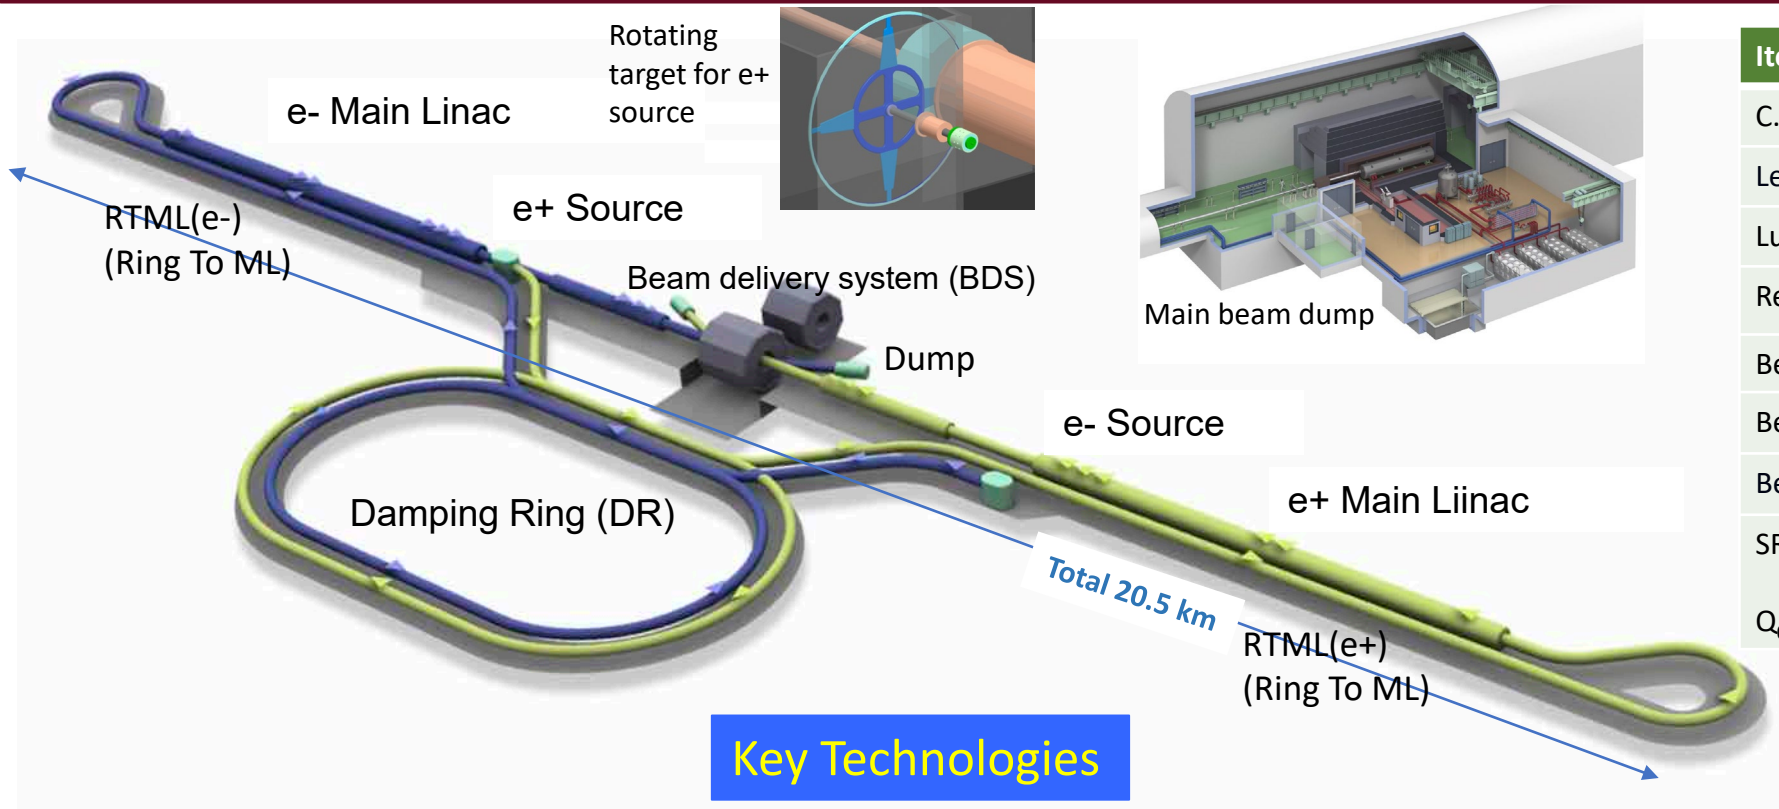 Rotating
target for e+
source
e- Main Linac
e+ Source
RTML(e-)
(Ring To ML)
Beam delivery system (BDS)
Main beam dump
Dump
e- Source
e+ Main Liinac
Damping Ring (DR)
Total 20.5 km
RTML(e+)
(Ring To ML)
Key Technologies
C.